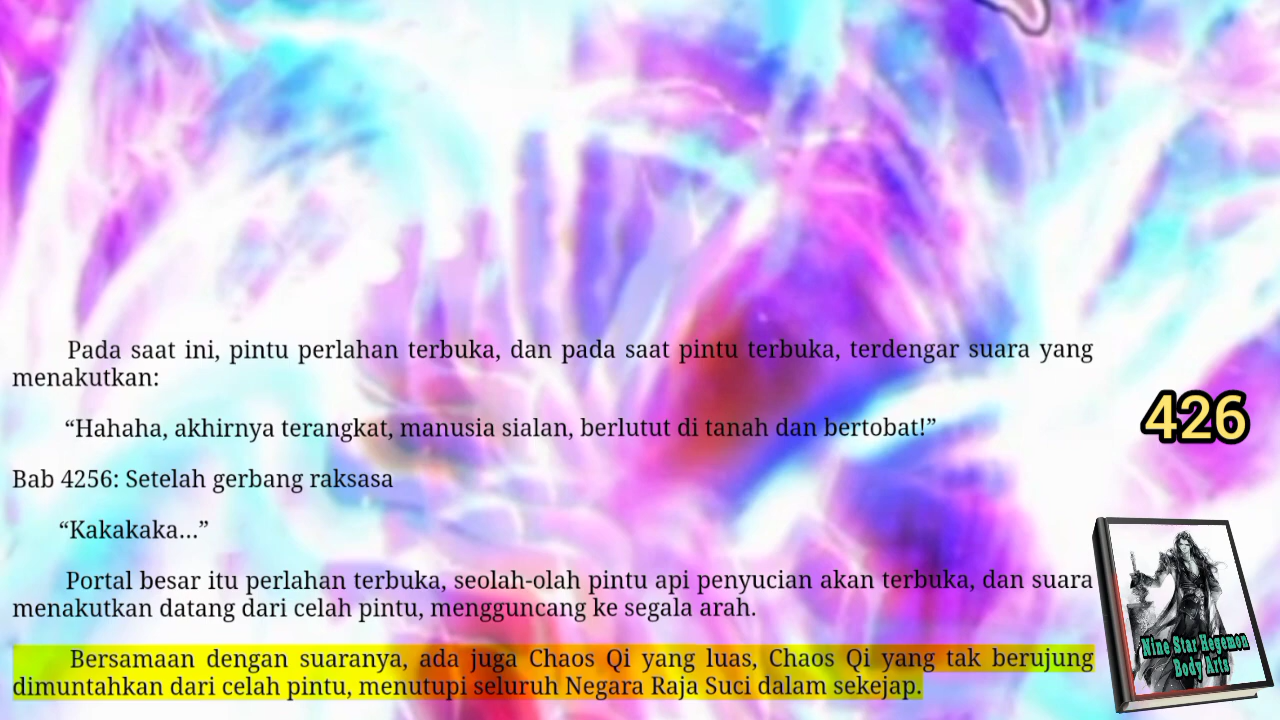 Pada saat ini, pintu perlahan terbuka, dan pada saat pintu terbuka, terdengar suara yang
menakutkan:
“Hahaha, akhirnya terangkat, manusia sialan, berlutut di tanah dan bertobat!”
Bab 4256: Setelah gerbang raksasa
“Kakakaka...”
Portal besar itu perlahan terbuka, seolah-olah pintu api penyucian akan terbuka, dan suara
menakutkan datang dari celah pintu, mengguncang ke segala arah.
Bersamaan dengan suaranya, ada juga Chaos Qi yang luas, Chaos Qi yang tak berujung
dimuntahkan dari celah pintu, menutupi seluruh Negara Raja Suci dalam sekejap.
426
Nine Star Hegemon
Body Arts